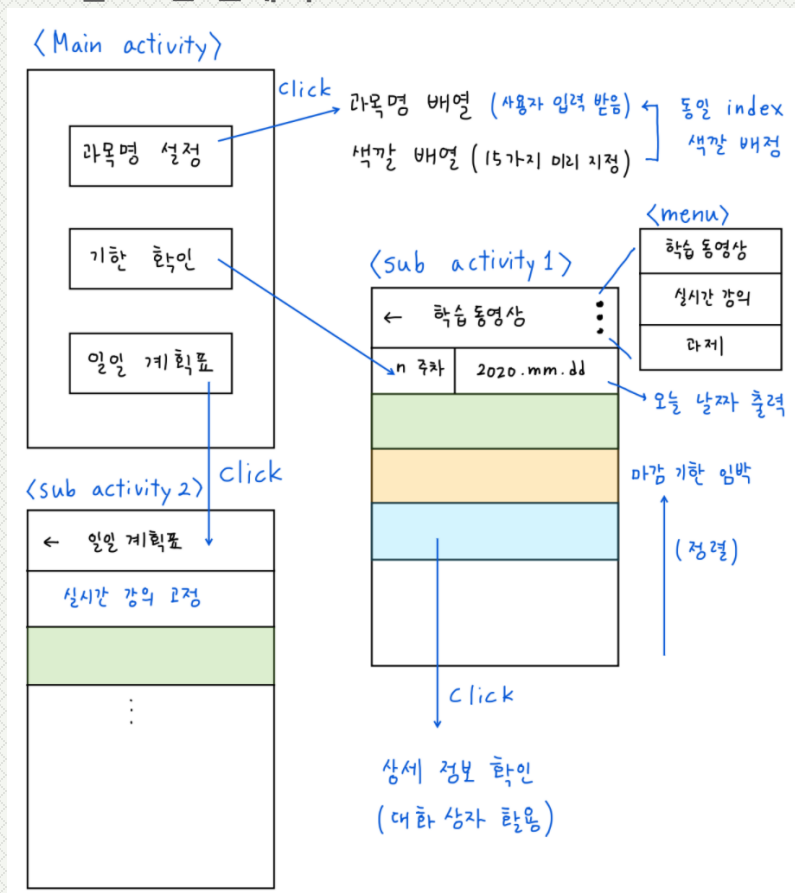 <Main activity>
과목명 설정
기한 확인
일일 계획표
click
과목명 배열 (사용자 입력 받음)
색깔 배열 (15가지 미리 지정)
동일 index
색깔 배정
<sub activity 1>
← 학습 동영상
n 주차
2020.mm.dd
<menu>
학습 동영상
실시간 강의
과제
오늘 날짜 출력
마감 기한 임박
(정렬)
click
상세 정보 확인
(대화 상자 활용)
click
<sub activity 2>
← 일일 계획표
실시간 강의 고정